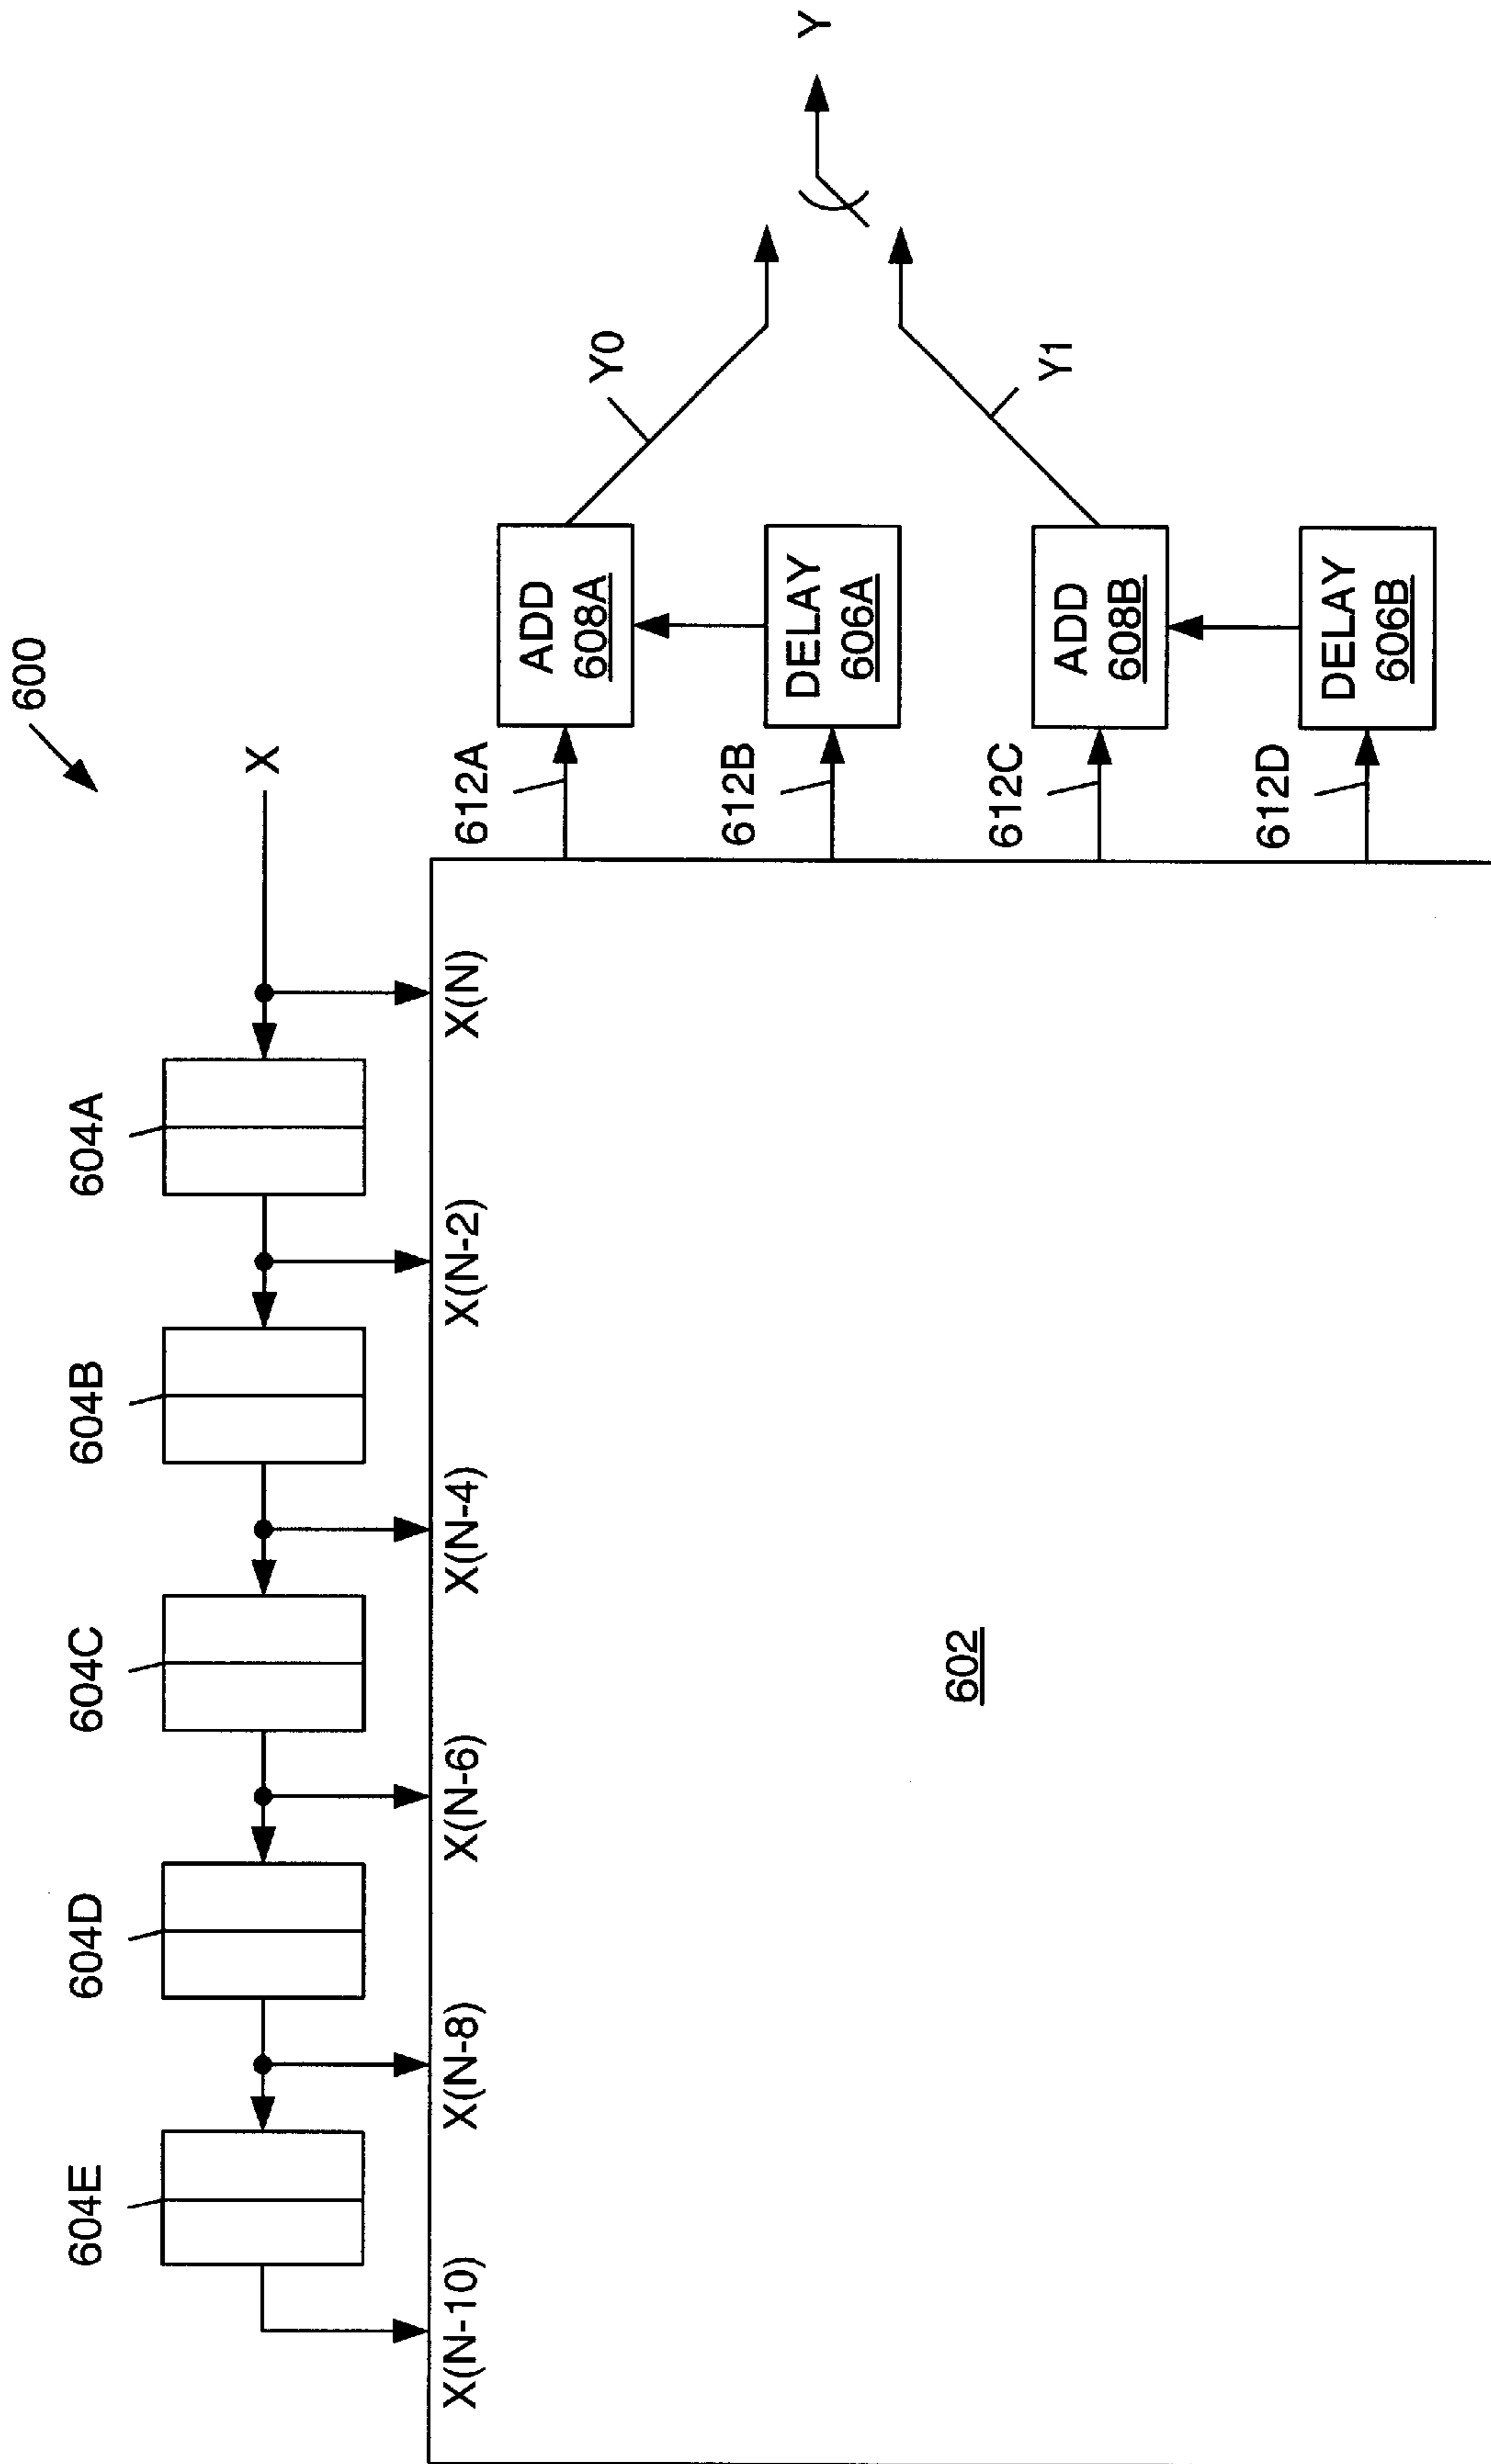 600
604E
604D
604C
604B
604A
X
X(N-10)
X(N-8)
X(N-6)
X(N-4)
X(N-2)
X(N)
602
612A
612B
612C
612D
ADD
608A
DELAY
606A
ADD
608B
DELAY
606B
Y0
Y1
Y